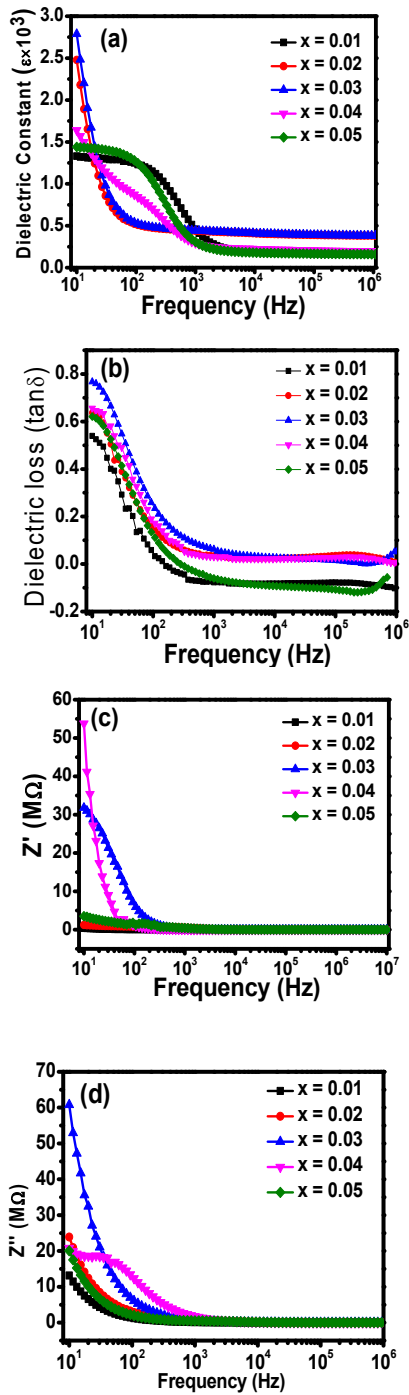 (a)
x = 0.01
x = 0.02
x = 0.03
x = 0.04
x = 0.05
Dielectric Constant (ε×10³)
3.0
2.5
2.0
1.5
1.0
0.5
0.0
10¹ 10² 10³ 10⁴ 10⁵ 10⁶
Frequency (Hz)
(b)
x = 0.01
x = 0.02
x = 0.03
x = 0.04
x = 0.05
Dielectric loss (tanδ)
0.8
0.6
0.4
0.2
0.0
-0.2
10¹ 10² 10³ 10⁴ 10⁵ 10⁶
Frequency (Hz)
(c)
x = 0.01
x = 0.02
x = 0.03
x = 0.04
x = 0.05
Z' (MΩ)
60
50
40
30
20
10
0
10¹ 10² 10³ 10⁴ 10⁵ 10⁶ 10⁷
Frequency (Hz)
(d)
x = 0.01
x = 0.02
x = 0.03
x = 0.04
x = 0.05
Z'' (MΩ)
70
60
50
40
30
20
10
0
10¹ 10² 10³ 10⁴ 10⁵ 10⁶
Frequency (Hz)